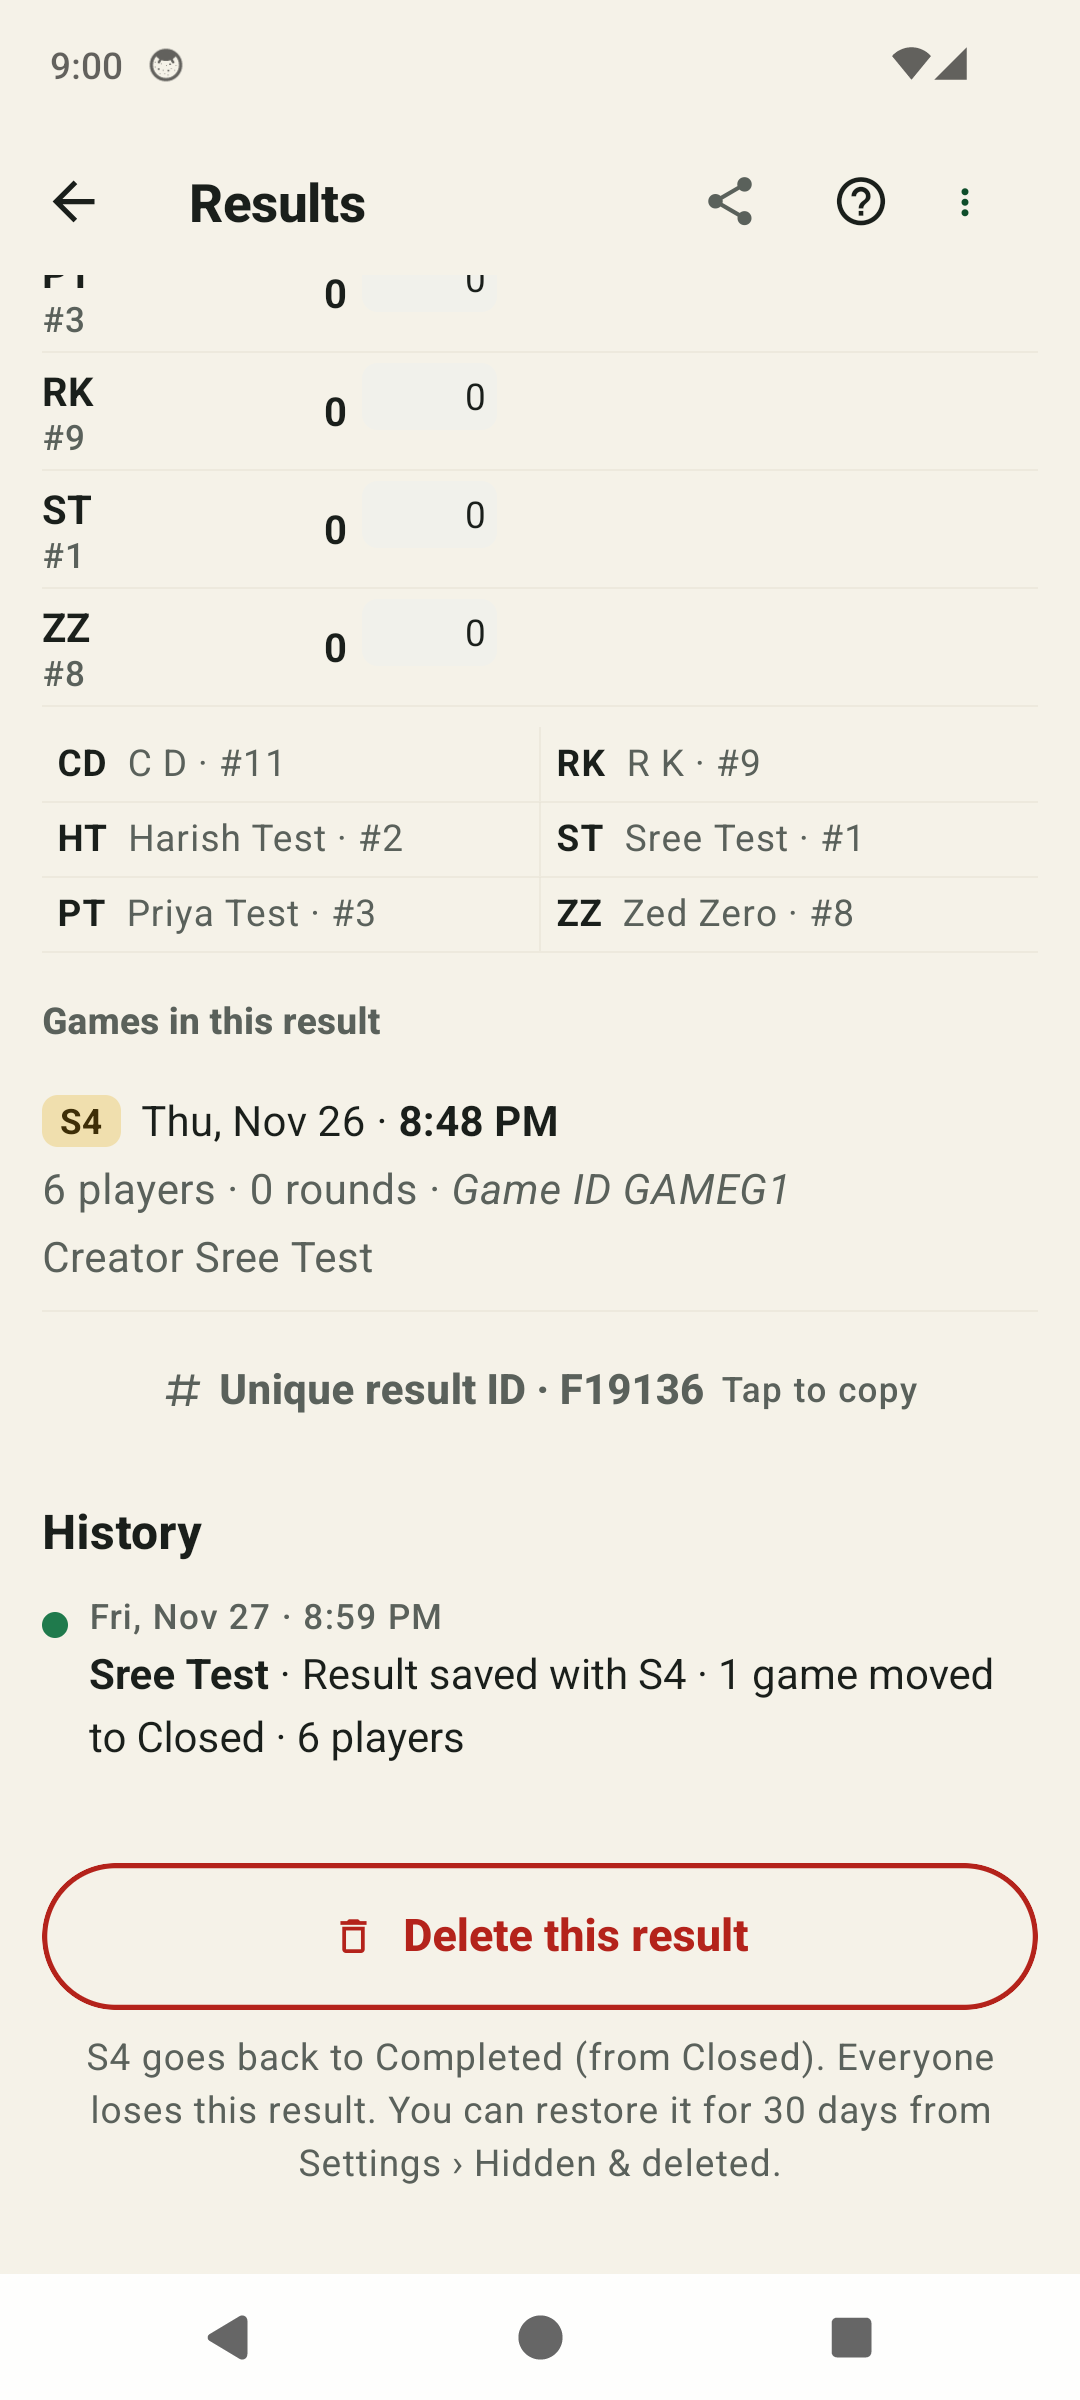 9:00
Results
PT 0 0
#3
RK 0 0
#9
ST 0 0
#1
ZZ 0 0
#8
CD C D · #11 RK R K · #9
HT Harish Test · #2 ST Sree Test · #1
PT Priya Test · #3 ZZ Zed Zero · #8
Games in this result
S4 Thu, Nov 26 · 8:48 PM
6 players · 0 rounds · Game ID GAMEG1
Creator Sree Test
# Unique result ID · F19136 Tap to copy
History
Fri, Nov 27 · 8:59 PM
Sree Test · Result saved with S4 · 1 game moved
to Closed · 6 players
Delete this result
S4 goes back to Completed (from Closed). Everyone
loses this result. You can restore it for 30 days from
Settings › Hidden & deleted.